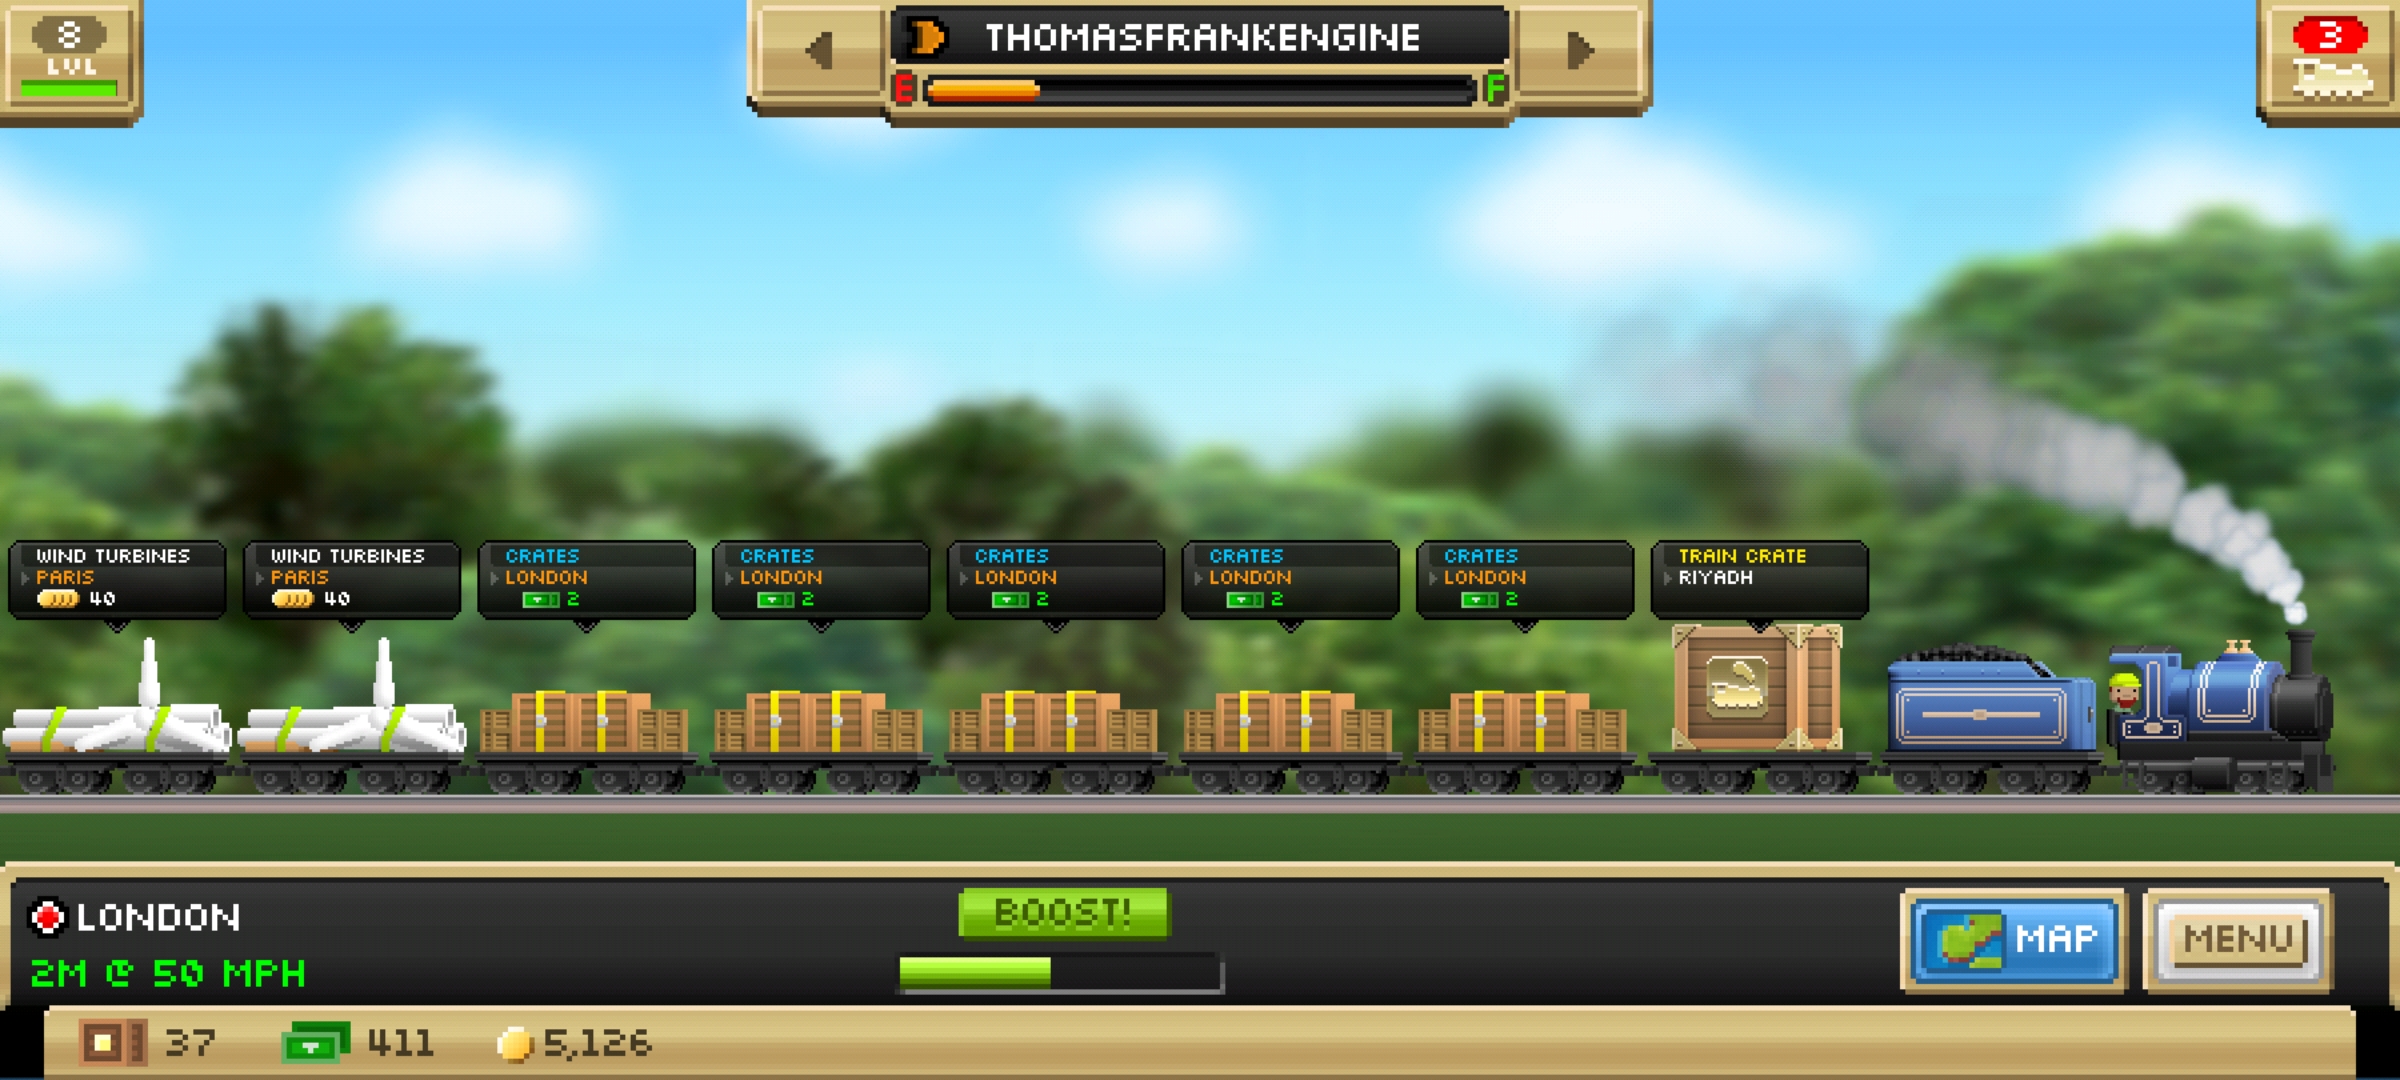 8
LVL
THOMASFRANKENGINE
E F
3
WIND TURBINES
PARIS
40
WIND TURBINES
PARIS
40
CRATES
LONDON
2
CRATES
LONDON
2
CRATES
LONDON
2
CRATES
LONDON
2
CRATES
LONDON
2
TRAIN CRATE
RIYADH
LONDON
2M @ 50 MPH
BOOST!
MAP
MENU
37 411 5,126